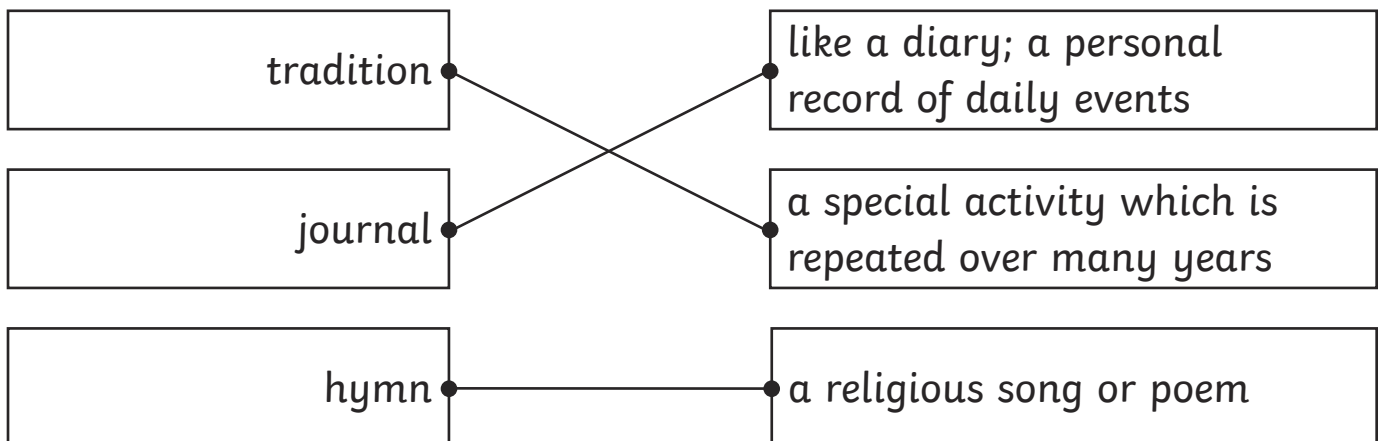 tradition
like a diary; a personal
record of daily events
journal
a special activity which is
repeated over many years
hymn
a religious song or poem